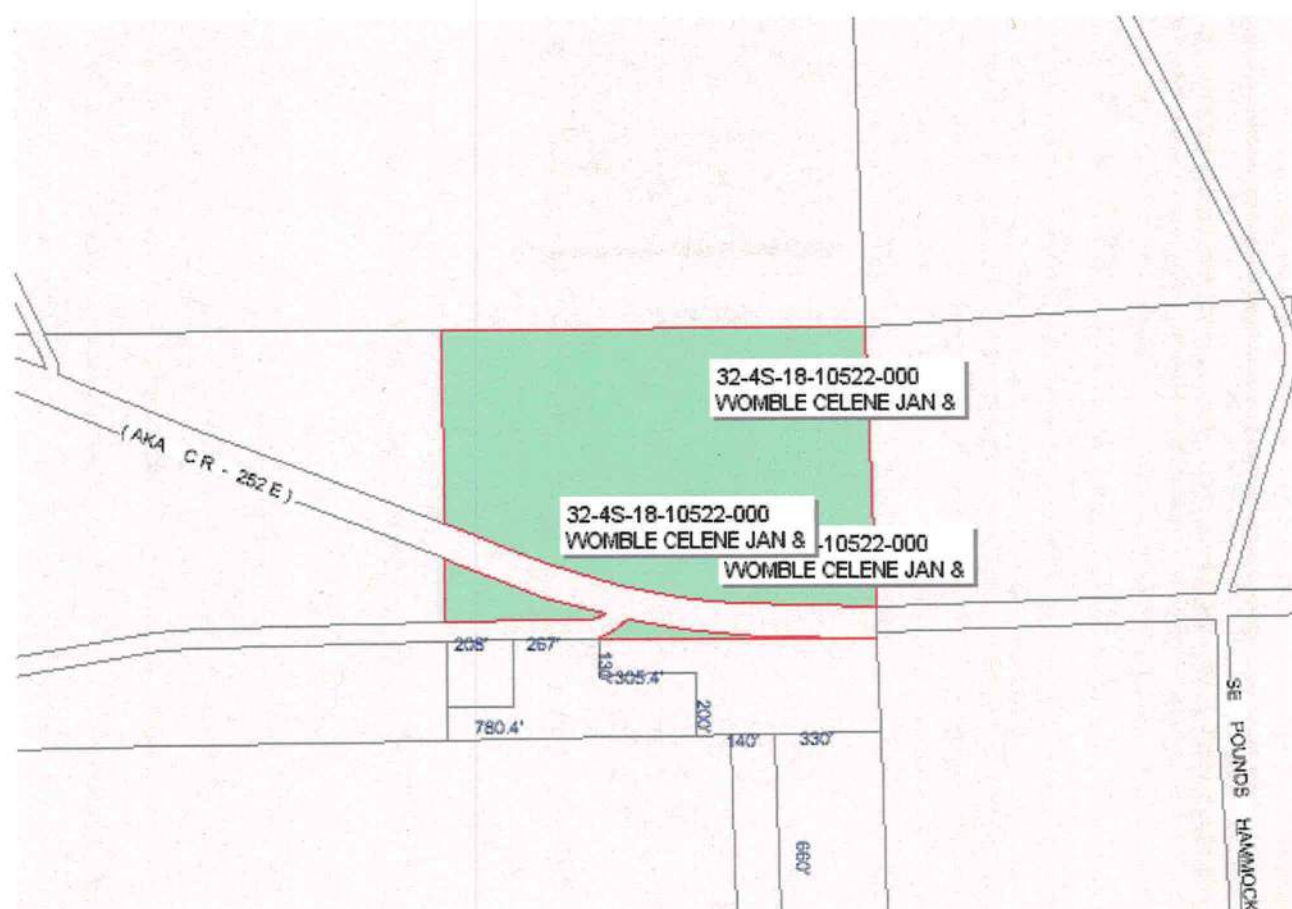 32-4S-18-10522-000
WOMBLE CELENE JAN &
(AKA CR - 252 E)
32-4S-18-10522-000
WOMBLE CELENE JAN &
-10522-000
WOMBLE CELENE JAN &
208'
267'
130'
305.4'
200'
780.4'
140'
330'
660'
SE POUNDS HAMMOCK